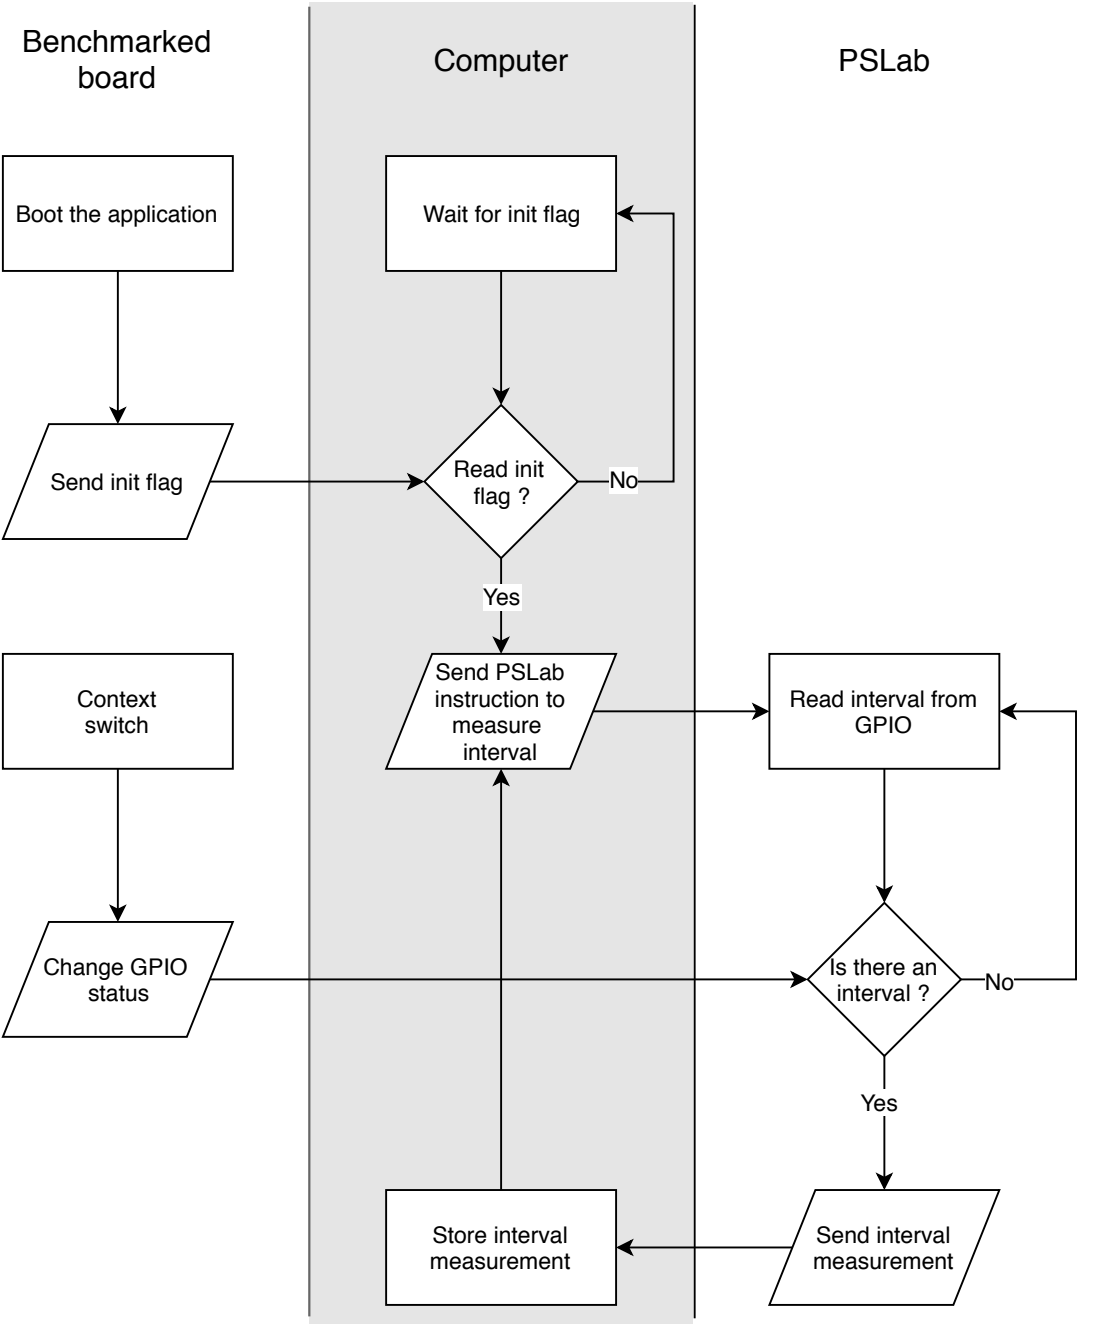 Benchmarked
board
Computer
PSLab
Boot the application
Wait for init flag
Send init flag
Read init
flag ?
No
Yes
Context
switch
Send PSLab
instruction to
measure
interval
Read interval from
GPIO
Change GPIO
status
Is there an
interval ?
No
Yes
Store interval
measurement
Send interval
measurement